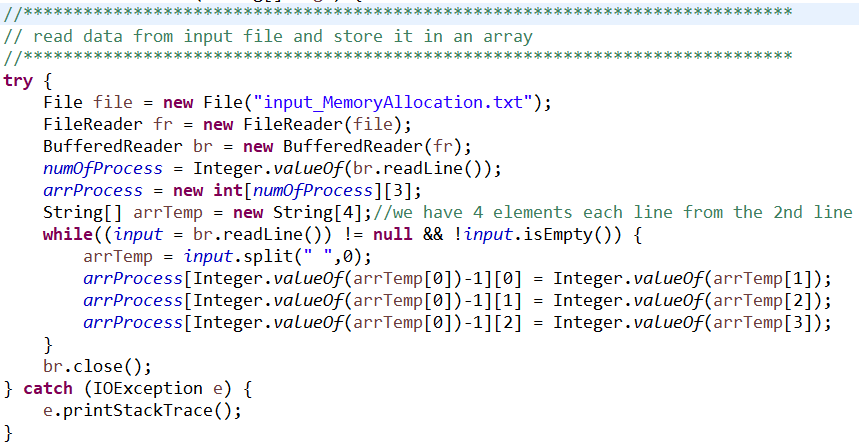 //*****************************************************************************
// read data from input file and store it in an array
//*****************************************************************************
try {
    File file = new File("input_MemoryAllocation.txt");
    FileReader fr = new FileReader(file);
    BufferedReader br = new BufferedReader(fr);
    numOfProcess = Integer.valueOf(br.readLine());
    arrProcess = new int[numOfProcess][3];
    String[] arrTemp = new String[4];//we have 4 elements each line from the 2nd line
    while((input = br.readLine()) != null && !input.isEmpty()) {
        arrTemp = input.split(" ",0);
        arrProcess[Integer.valueOf(arrTemp[0])-1][0] = Integer.valueOf(arrTemp[1]);
        arrProcess[Integer.valueOf(arrTemp[0])-1][1] = Integer.valueOf(arrTemp[2]);
        arrProcess[Integer.valueOf(arrTemp[0])-1][2] = Integer.valueOf(arrTemp[3]);
    }
    br.close();
} catch (IOException e) {
    e.printStackTrace();
}